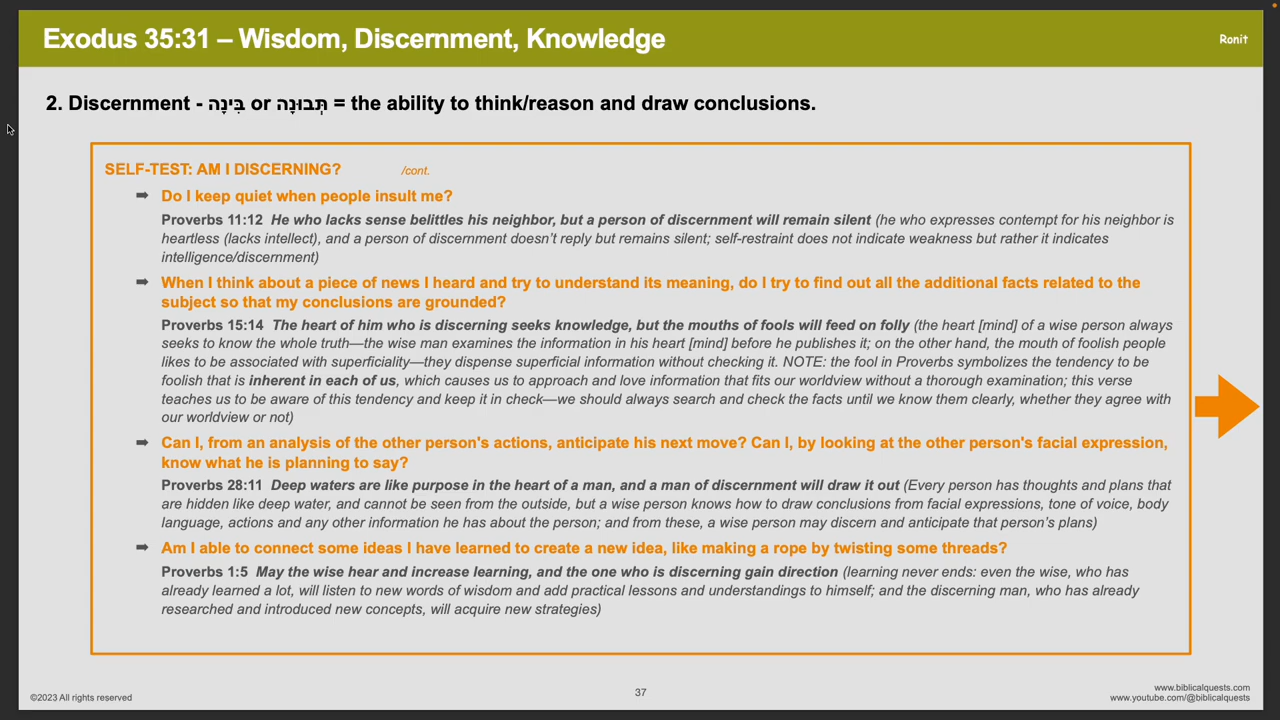 Exodus 35:31 – Wisdom, Discernment, Knowledge
Ronit
2. Discernment - בִּינָה or תְּבוּנָה = the ability to think/reason and draw conclusions.
SELF-TEST: AM I DISCERNING? /cont.
➡ Do I keep quiet when people insult me?
Proverbs 11:12 He who lacks sense belittles his neighbor, but a person of discernment will remain silent (he who expresses contempt for his neighbor is
heartless (lacks intellect), and a person of discernment doesn't reply but remains silent; self-restraint does not indicate weakness but rather it indicates
intelligence/discernment)
➡ When I think about a piece of news I heard and try to understand its meaning, do I try to find out all the additional facts related to the
subject so that my conclusions are grounded?
Proverbs 15:14 The heart of him who is discerning seeks knowledge, but the mouths of fools will feed on folly (the heart [mind] of a wise person always
seeks to know the whole truth—the wise man examines the information in his heart [mind] before he publishes it; on the other hand, the mouth of foolish people
likes to be associated with superficiality—they dispense superficial information without checking it. NOTE: the fool in Proverbs symbolizes the tendency to be
foolish that is inherent in each of us, which causes us to approach and love information that fits our worldview without a thorough examination; this verse
teaches us to be aware of this tendency and keep it in check—we should always search and check the facts until we know them clearly, whether they agree with
our worldview or not)
➡ Can I, from an analysis of the other person's actions, anticipate his next move? Can I, by looking at the other person's facial expression,
know what he is planning to say?
Proverbs 28:11 Deep waters are like purpose in the heart of a man, and a man of discernment will draw it out (Every person has thoughts and plans that
are hidden like deep water, and cannot be seen from the outside, but a wise person knows how to draw conclusions from facial expressions, tone of voice, body
language, actions and any other information he has about the person; and from these, a wise person may discern and anticipate that person's plans)
➡ Am I able to connect some ideas I have learned to create a new idea, like making a rope by twisting some threads?
Proverbs 1:5 May the wise hear and increase learning, and the one who is discerning gain direction (learning never ends: even the wise, who has
already learned a lot, will listen to new words of wisdom and add practical lessons and understandings to himself; and the discerning man, who has already
researched and introduced new concepts, will acquire new strategies)
©2023 All rights reserved
37
www.biblicalquests.com
www.youtube.com/@biblicalquests